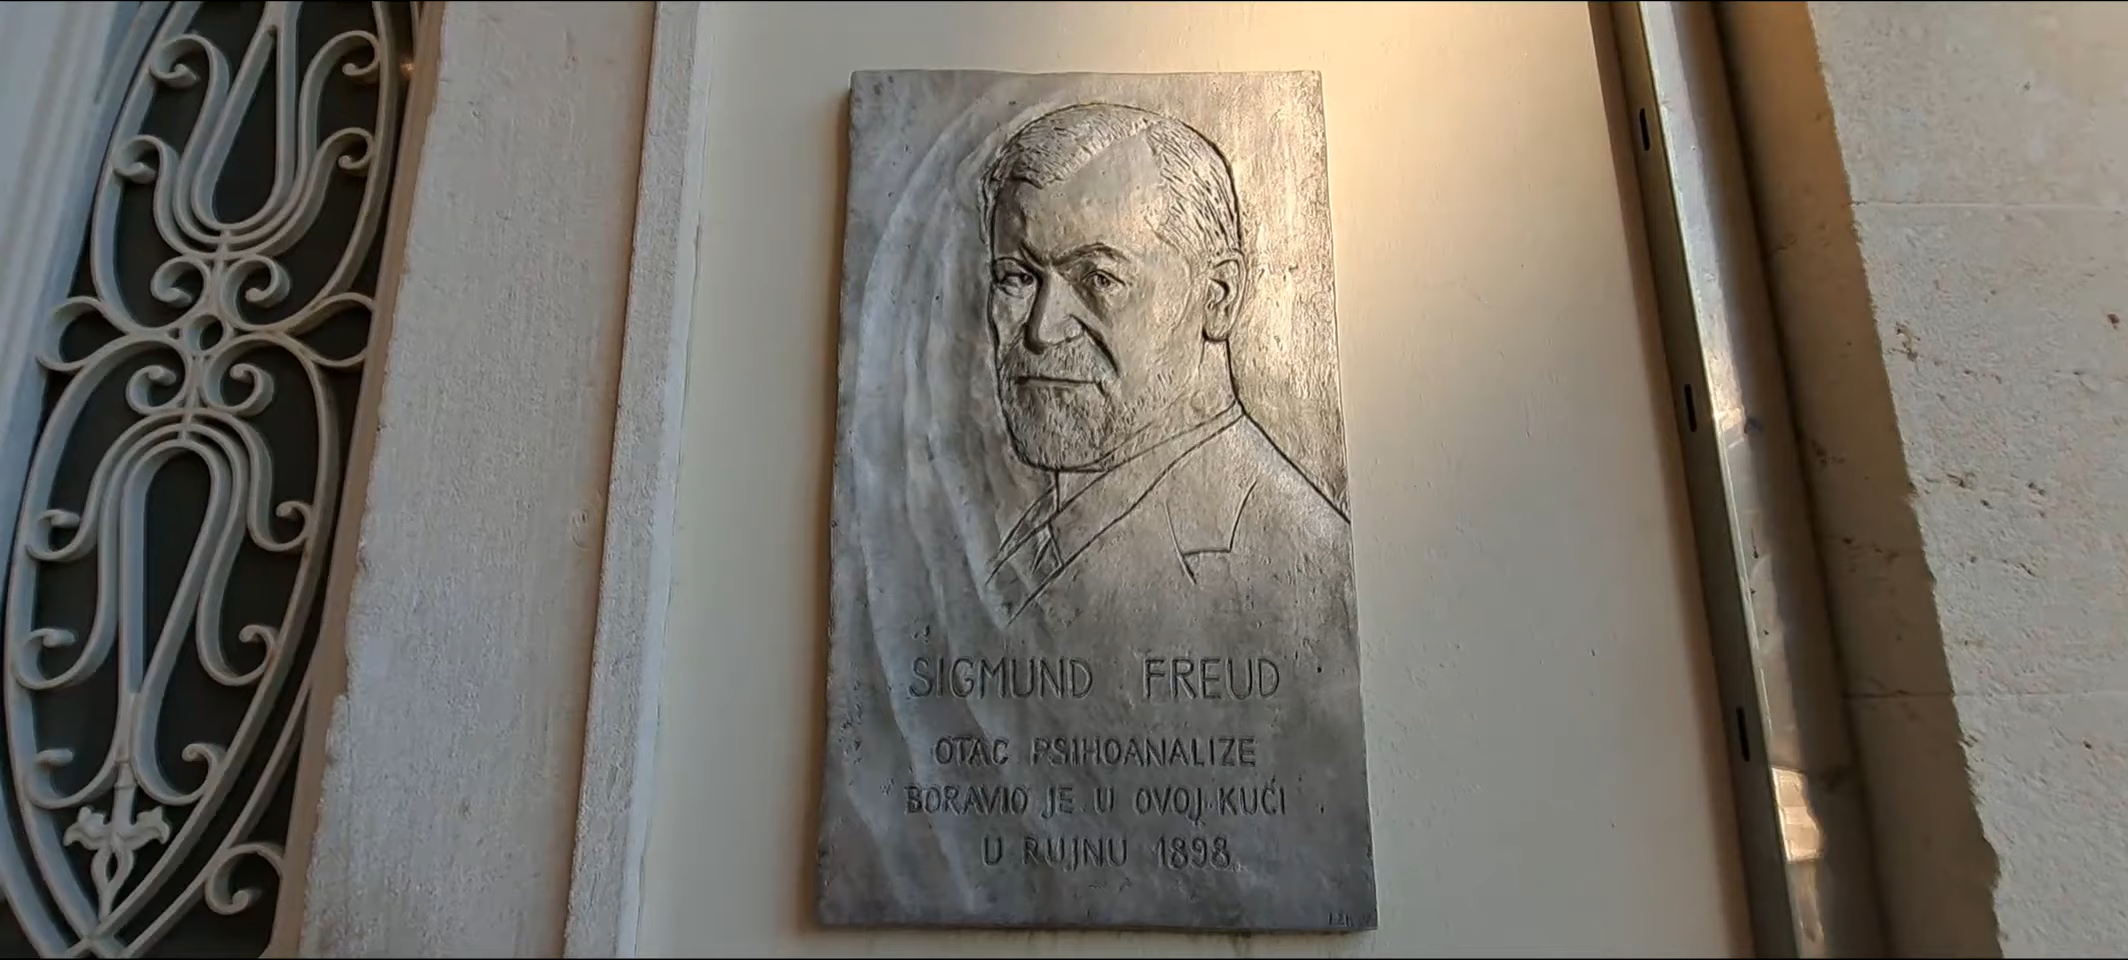 SIGMUND FREUD
OTAC PSIHOANALIZE
BORAVIO JE U OVOJ KUĆI
U RUJNU 1898.